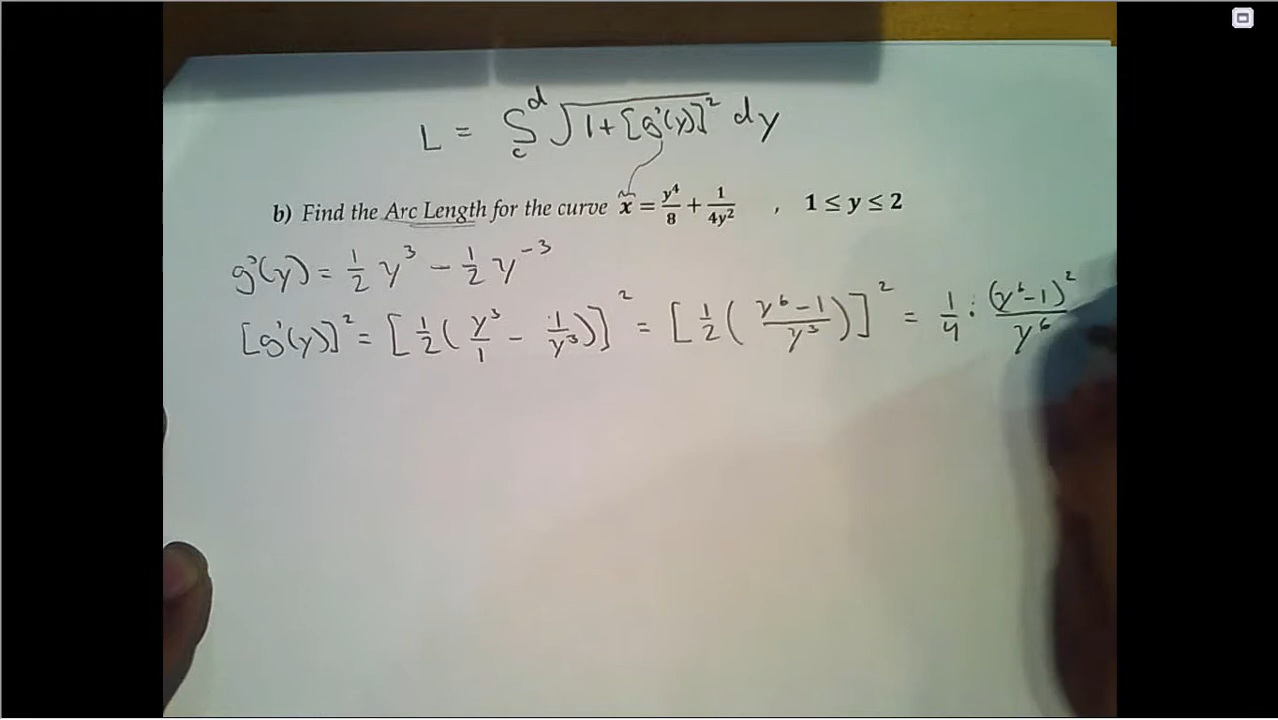 L = ∫_c^d √(1+[g'(y)]²) dy
b) Find the Arc Length for the curve x = y⁴/8 + 1/(4y²) , 1 ≤ y ≤ 2
g'(y) = 1/2 y³ − 1/2 y⁻³
[g'(y)]² = [1/2 (y³/1 − 1/y³)]² = [1/2 ((y⁶−1)/y³)]² = 1/4 · (y⁶−1)²/y⁶